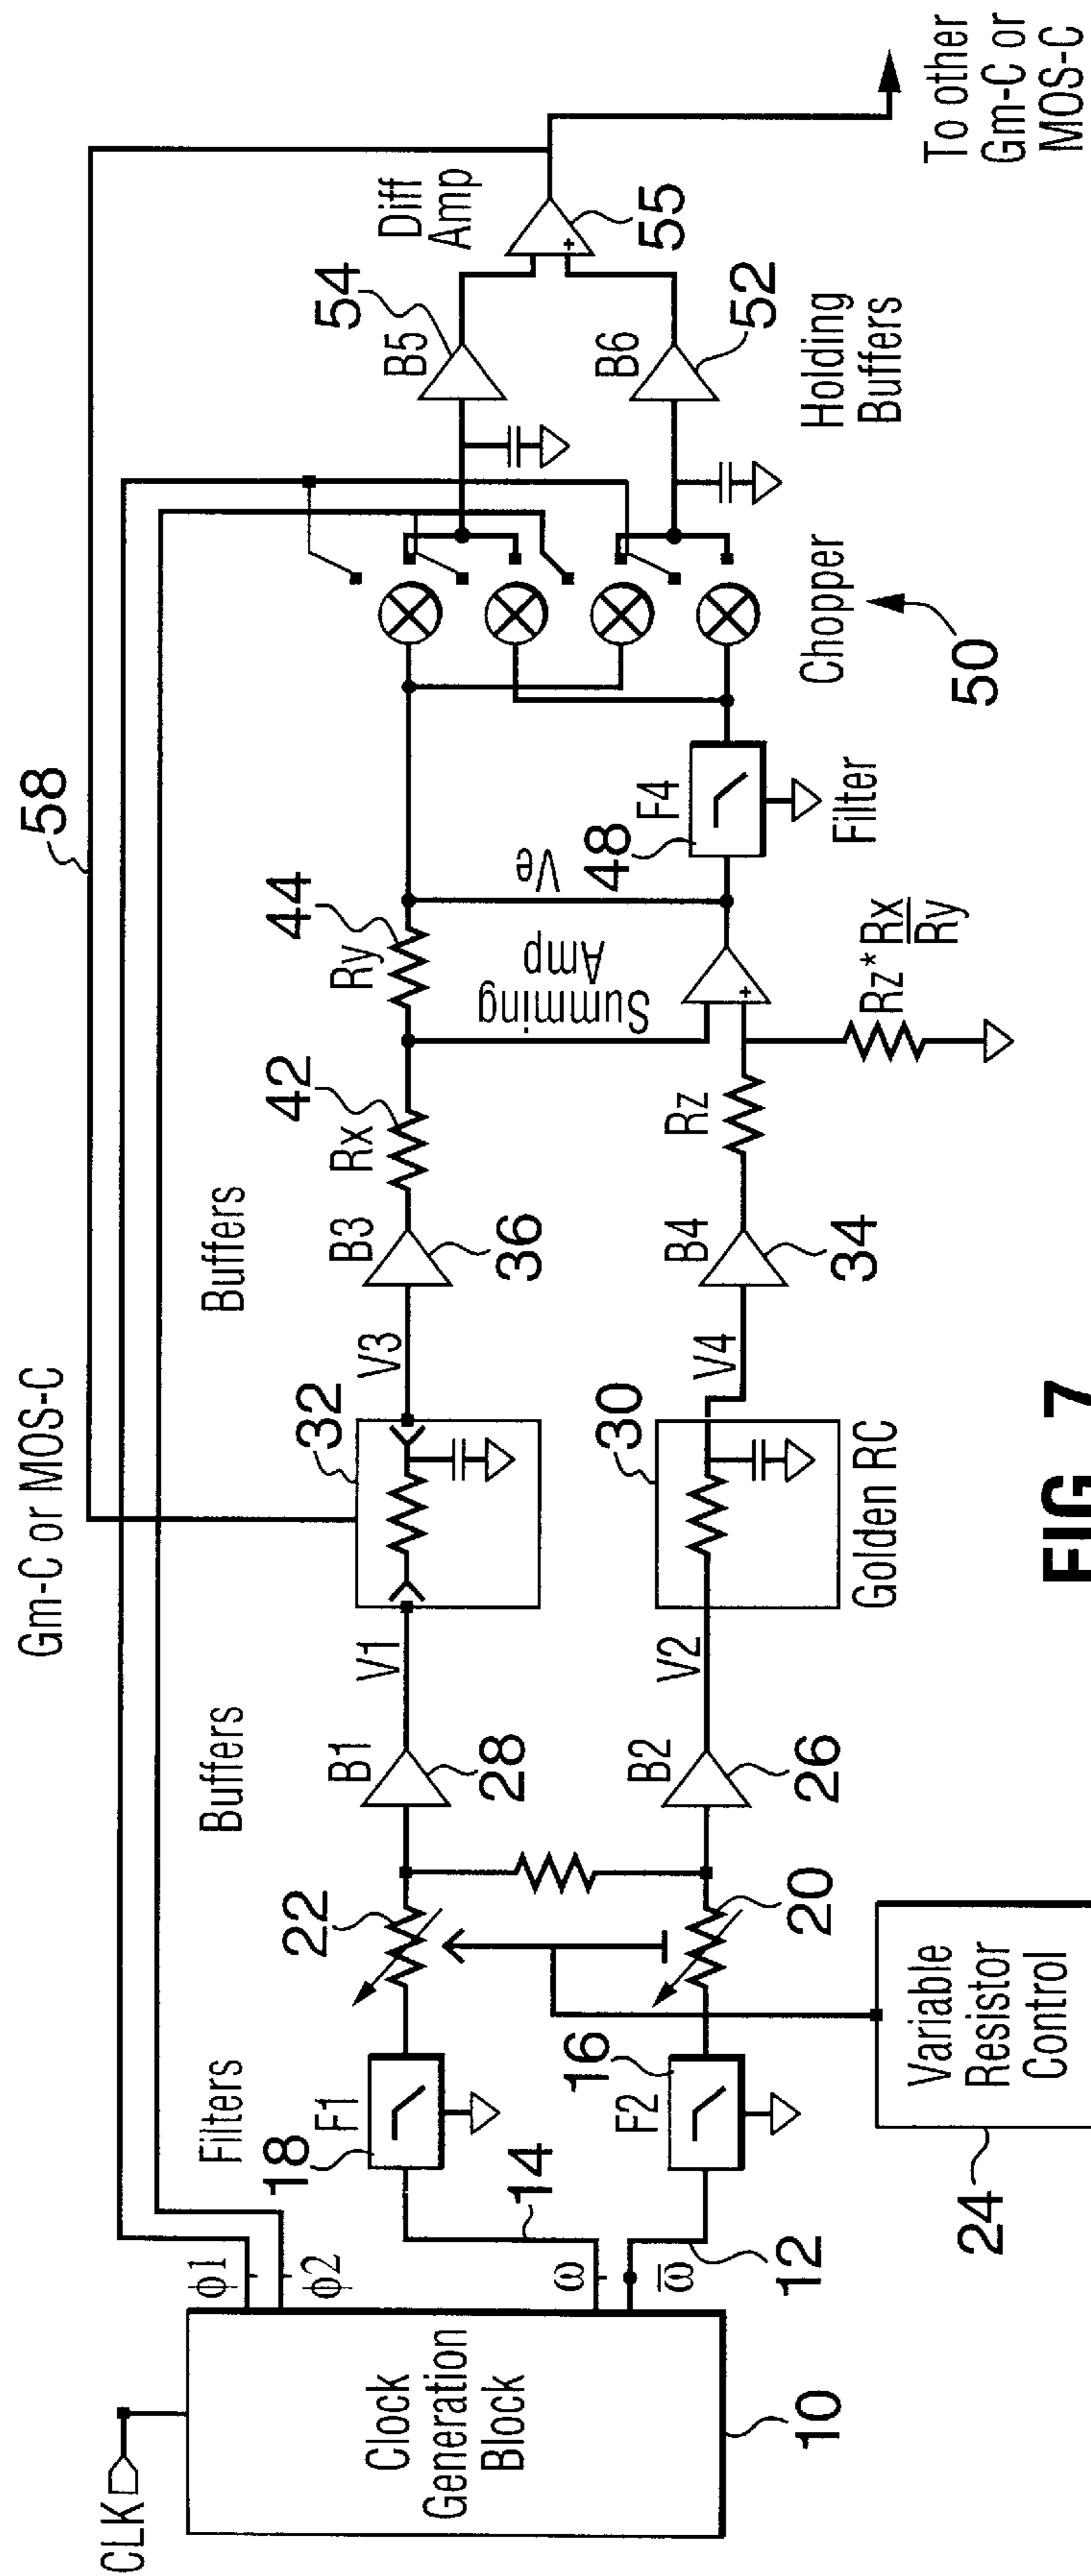 CLK
Clock
Generation
Block
10
ϕ1
ϕ2
ω
ω̅
14
12
Filters
18
F1
16
F2
22
20
24
Variable
Resistor
Control
Buffers
B1
28
B2
26
V1
V2
Gm-C or MOS-C
32
30
Golden RC
V3
V4
Buffers
B3
36
B4
34
42
Rx
Rz
44
Ry
Summing
Amp
Ve
Rz* Rx
Ry
48
F4
Filter
58
Chopper
50
54
B5
B6
52
Holding
Buffers
Diff
Amp
55
To other
Gm-C or
MOS-C
FIG 7